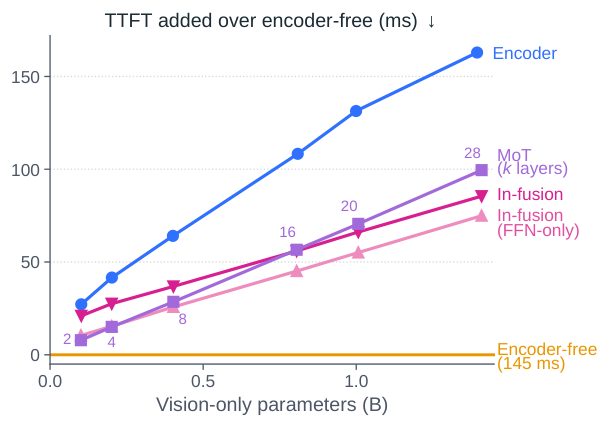 TTFT added over encoder-free (ms) ↓
150
Encoder
28
MoT
(k layers)
100
20
In-fusion
In-fusion
(FFN-only)
16
50
8
2
4
Encoder-free
(145 ms)
0
0.0
0.5
1.0
Vision-only parameters (B)